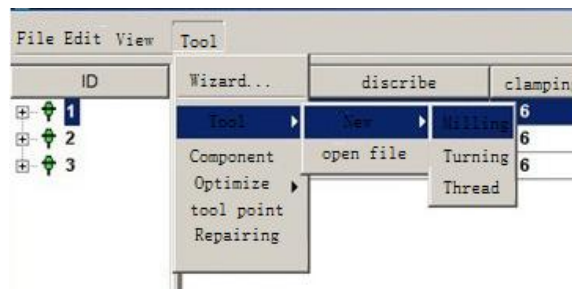 File Edit View Tool
ID discribe clampin
Wizard...
Tool New Milling
Component open file Turning
Optimize Thread
tool point
Repairing
1 6
2 6
3 6